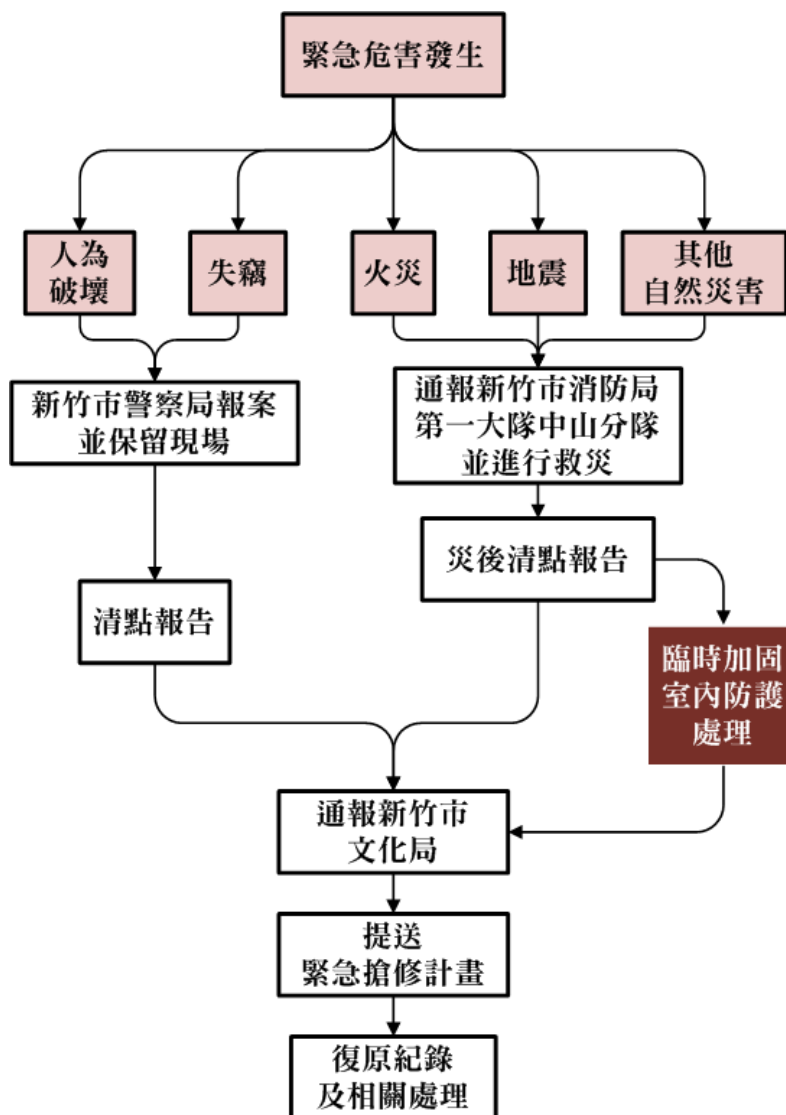 緊急危害發生
人為
破壞
失竊
火災
地震
其他
自然災害
新竹市警察局報案
並保留現場
通報新竹市消防局
第一大隊中山分隊
並進行救災
災後清點報告
清點報告
臨時加固
室內防護
處理
通報新竹市
文化局
提送
緊急搶修計畫
復原紀錄
及相關處理